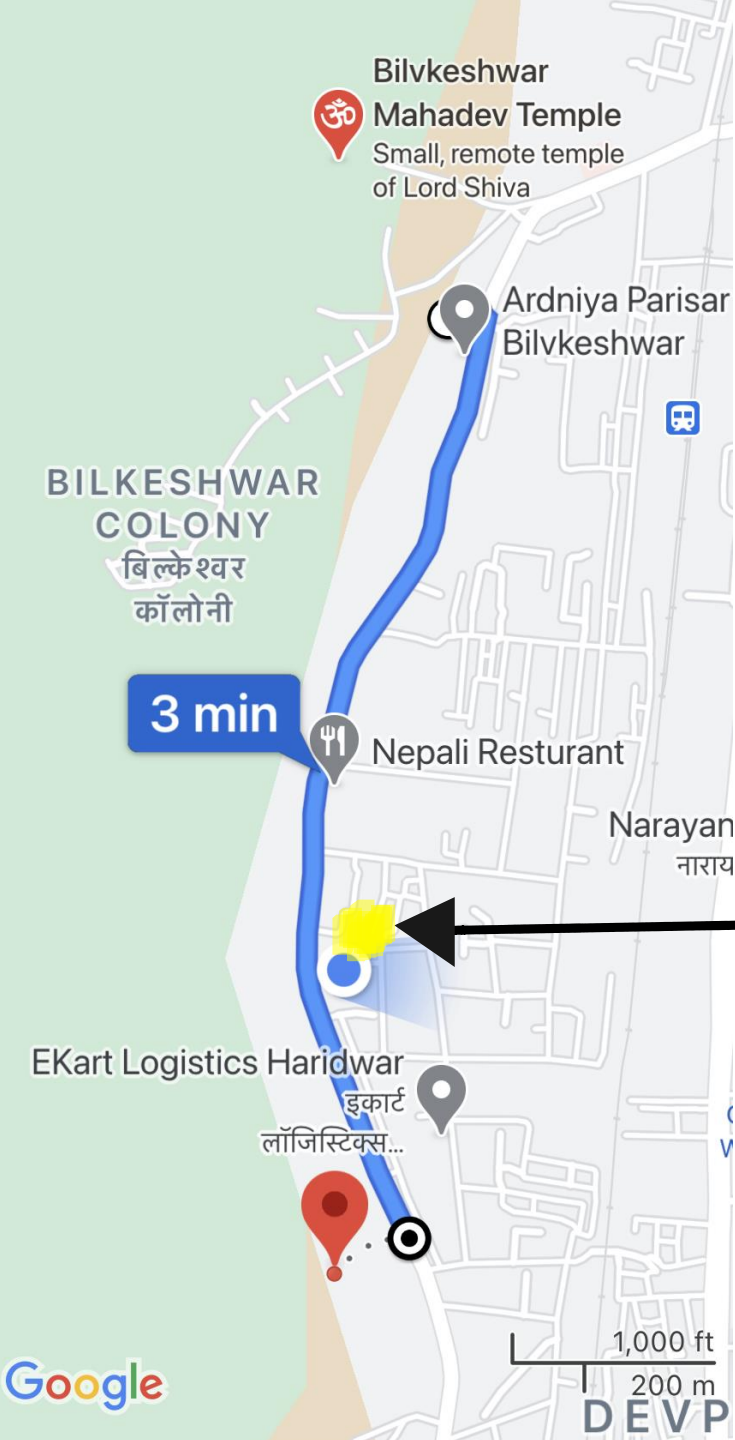 Bilvkeshwar
Mahadev Temple
ॐ
Small, remote temple
of Lord Shiva
Ardniya Parisar
Bilvkeshwar
BILKESHWAR
COLONY
बिल्केश्वर
कॉलोनी
3 min
Nepali Resturant
Narayan
नाराय
EKart Logistics Haridwar
इकार्ट
लॉजिस्टिक्स...
1,000 ft
200 m
Google
DEVP